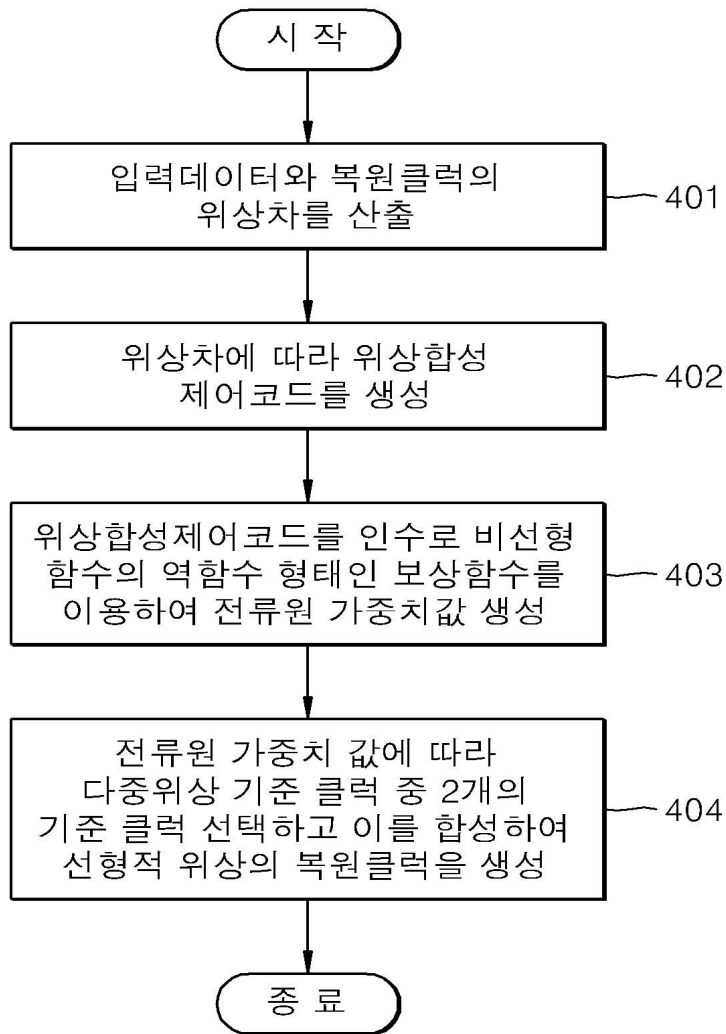 시 작
입력데이터와 복원클럭의
위상차를 산출
401
위상차에 따라 위상합성
제어코드를 생성
402
위상합성제어코드를 인수로 비선형
함수의 역함수 형태인 보상함수를
이용하여 전류원 가중치값 생성
403
전류원 가중치 값에 따라
다중위상 기준 클럭 중 2개의
기준 클럭 선택하고 이를 합성하여
선형적 위상의 복원클럭을 생성
404
종 료